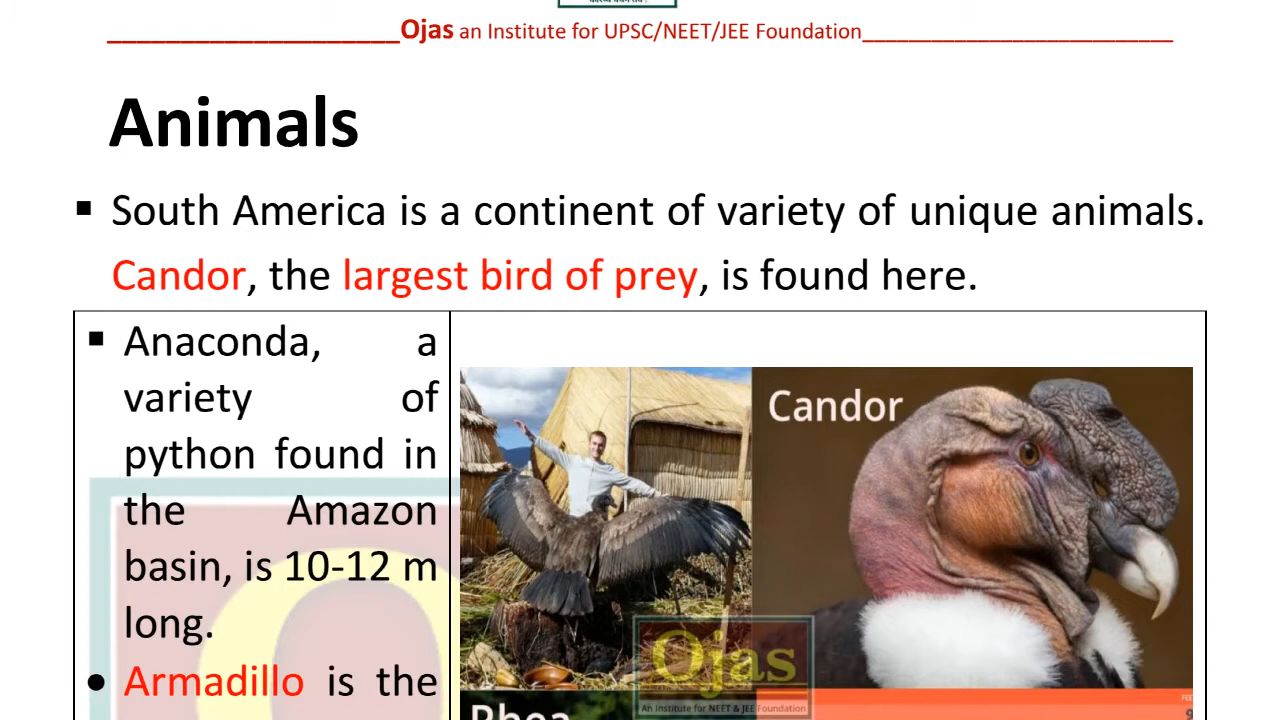 Ojas an Institute for UPSC/NEET/JEE Foundation
Animals
▪ South America is a continent of variety of unique animals.
Candor, the largest bird of prey, is found here.
▪ Anaconda, a
variety of
python found in
the Amazon
basin, is 10-12 m
long.
• Armadillo is the
Candor
Ojas
An Institute for NEET & JEE Foundation
Rhea